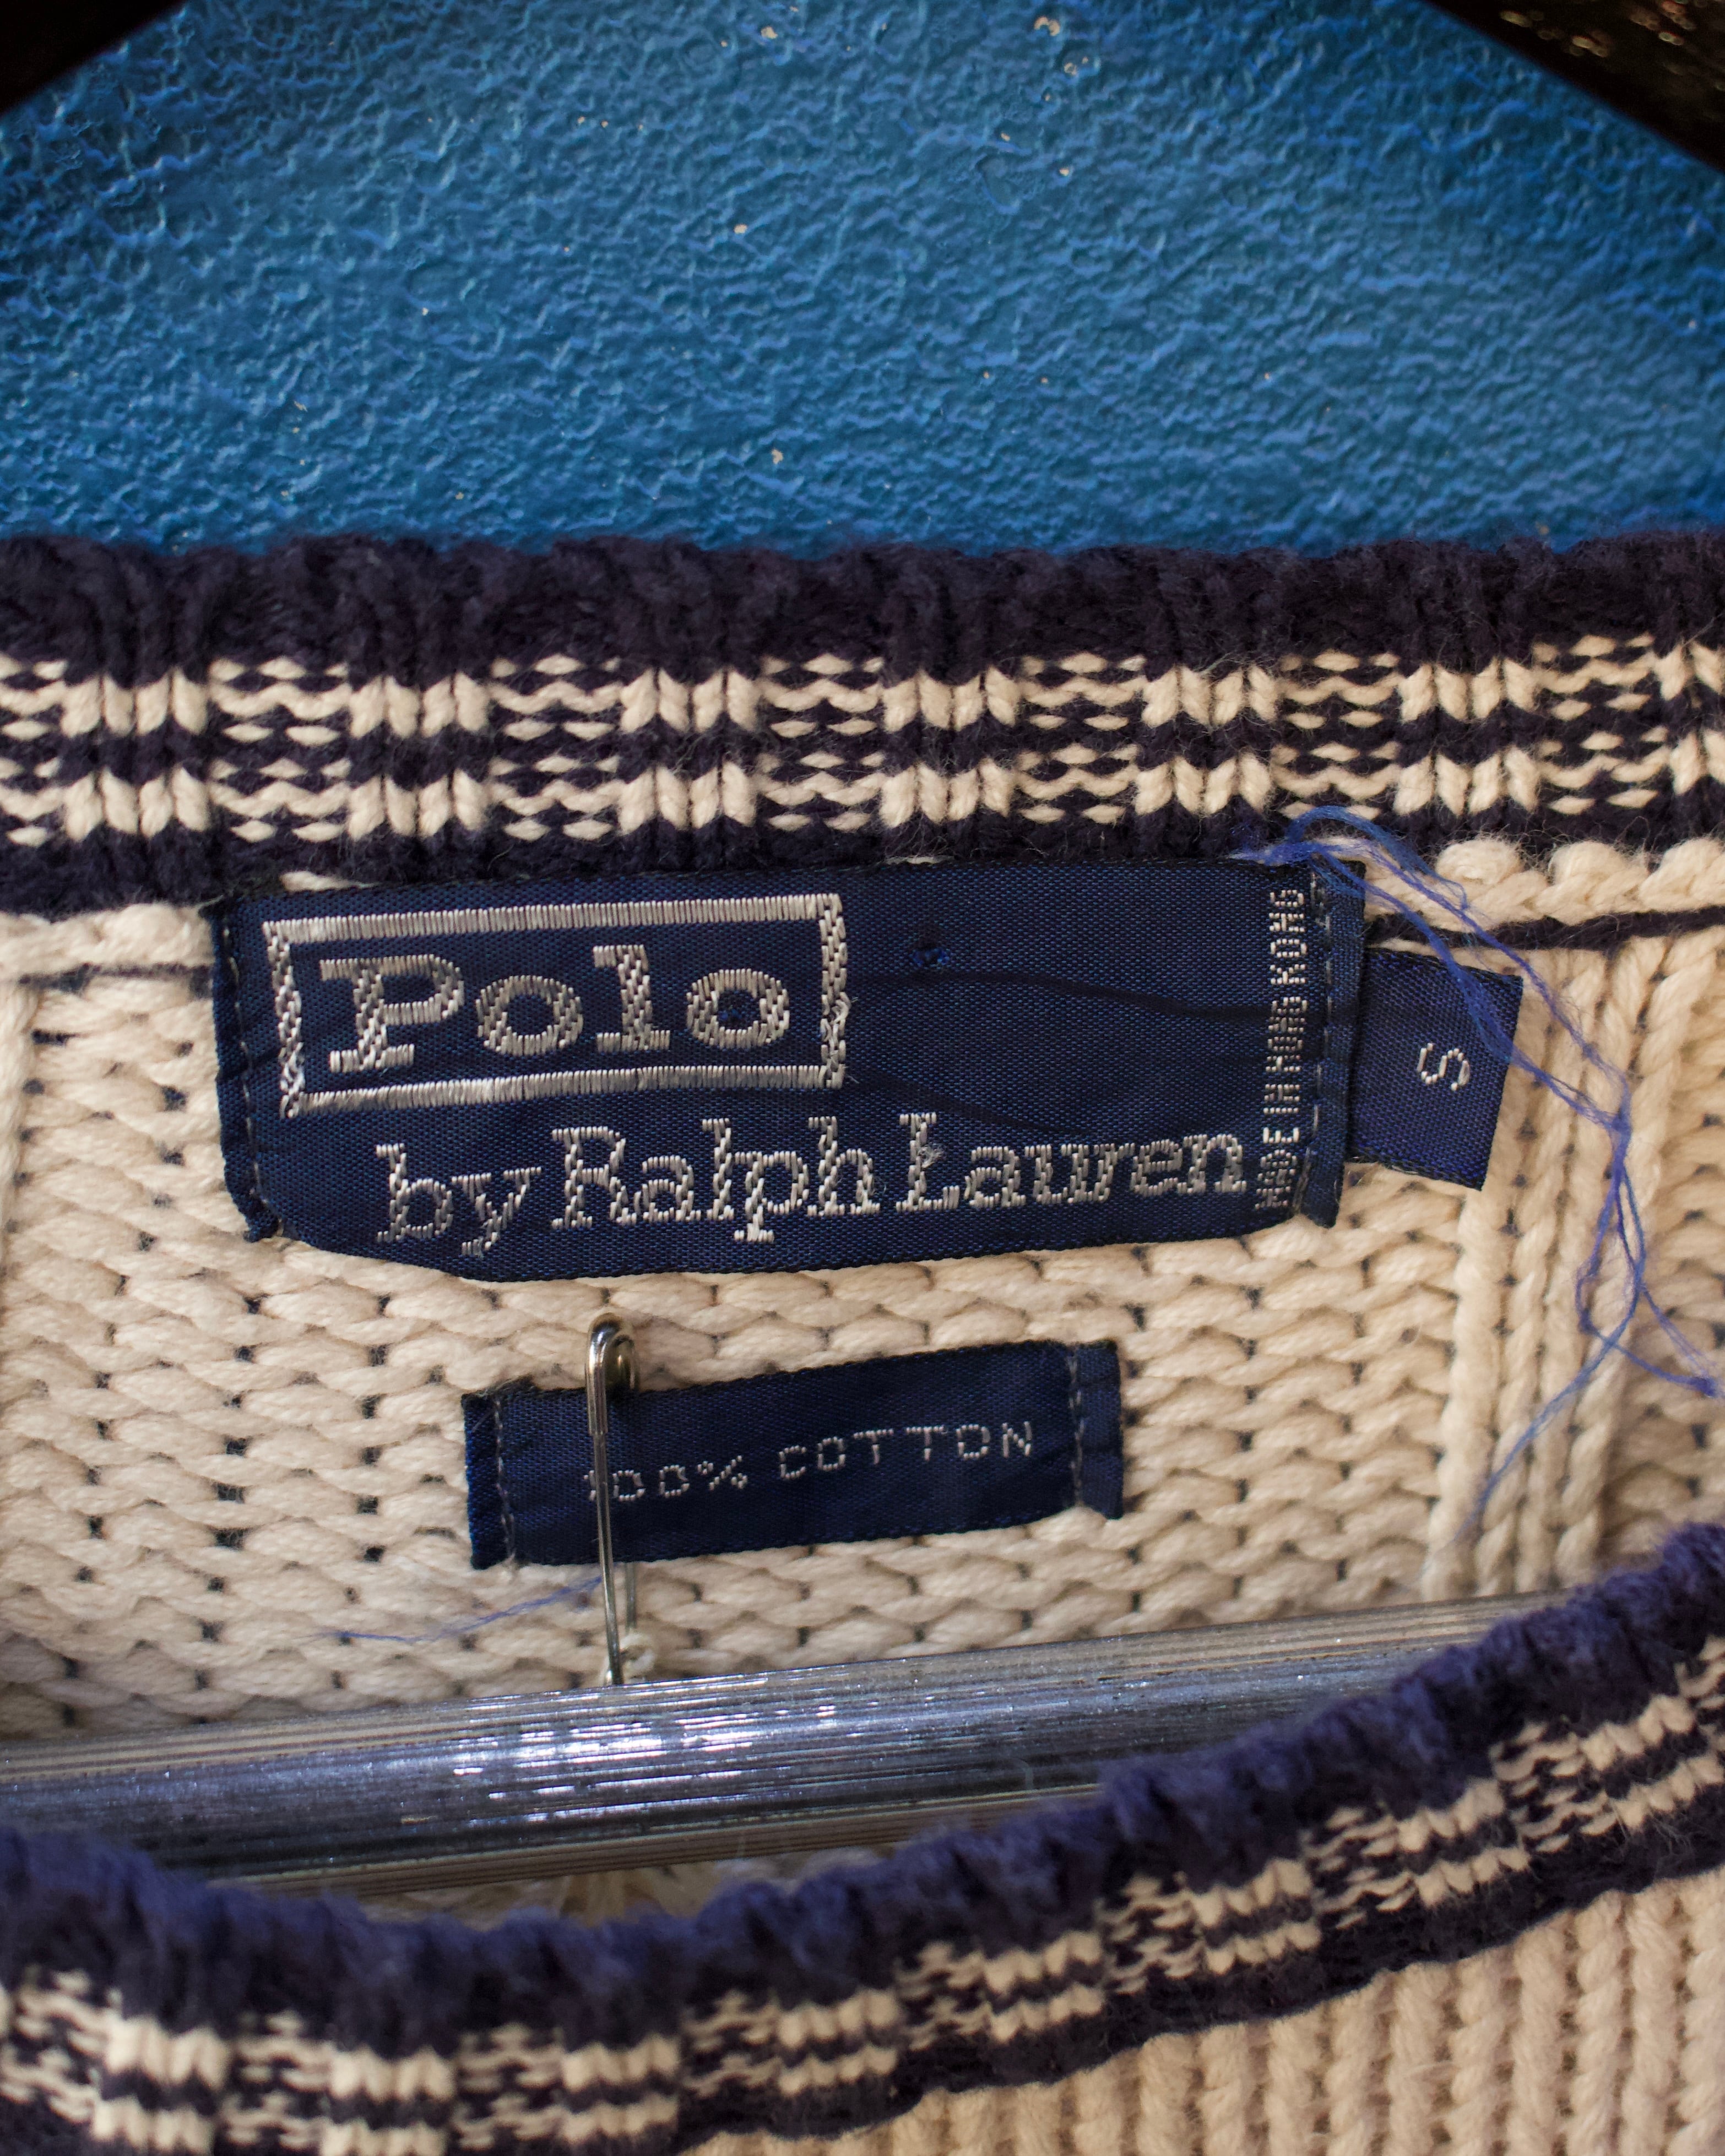 Polo
by Ralph Lauren
MADE IN HONG KONG
S
100% COTTON